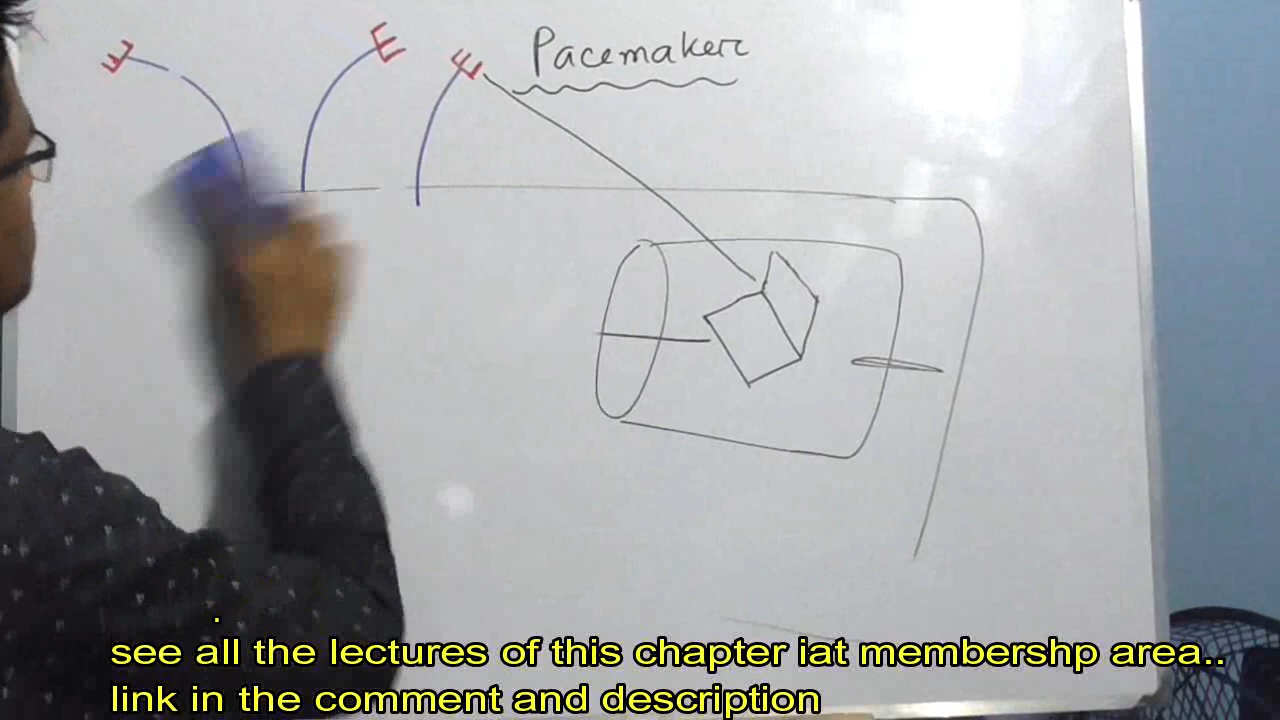 E E E Pacemaker
see all the lectures of this chapter iat membershp area..
link in the comment and description